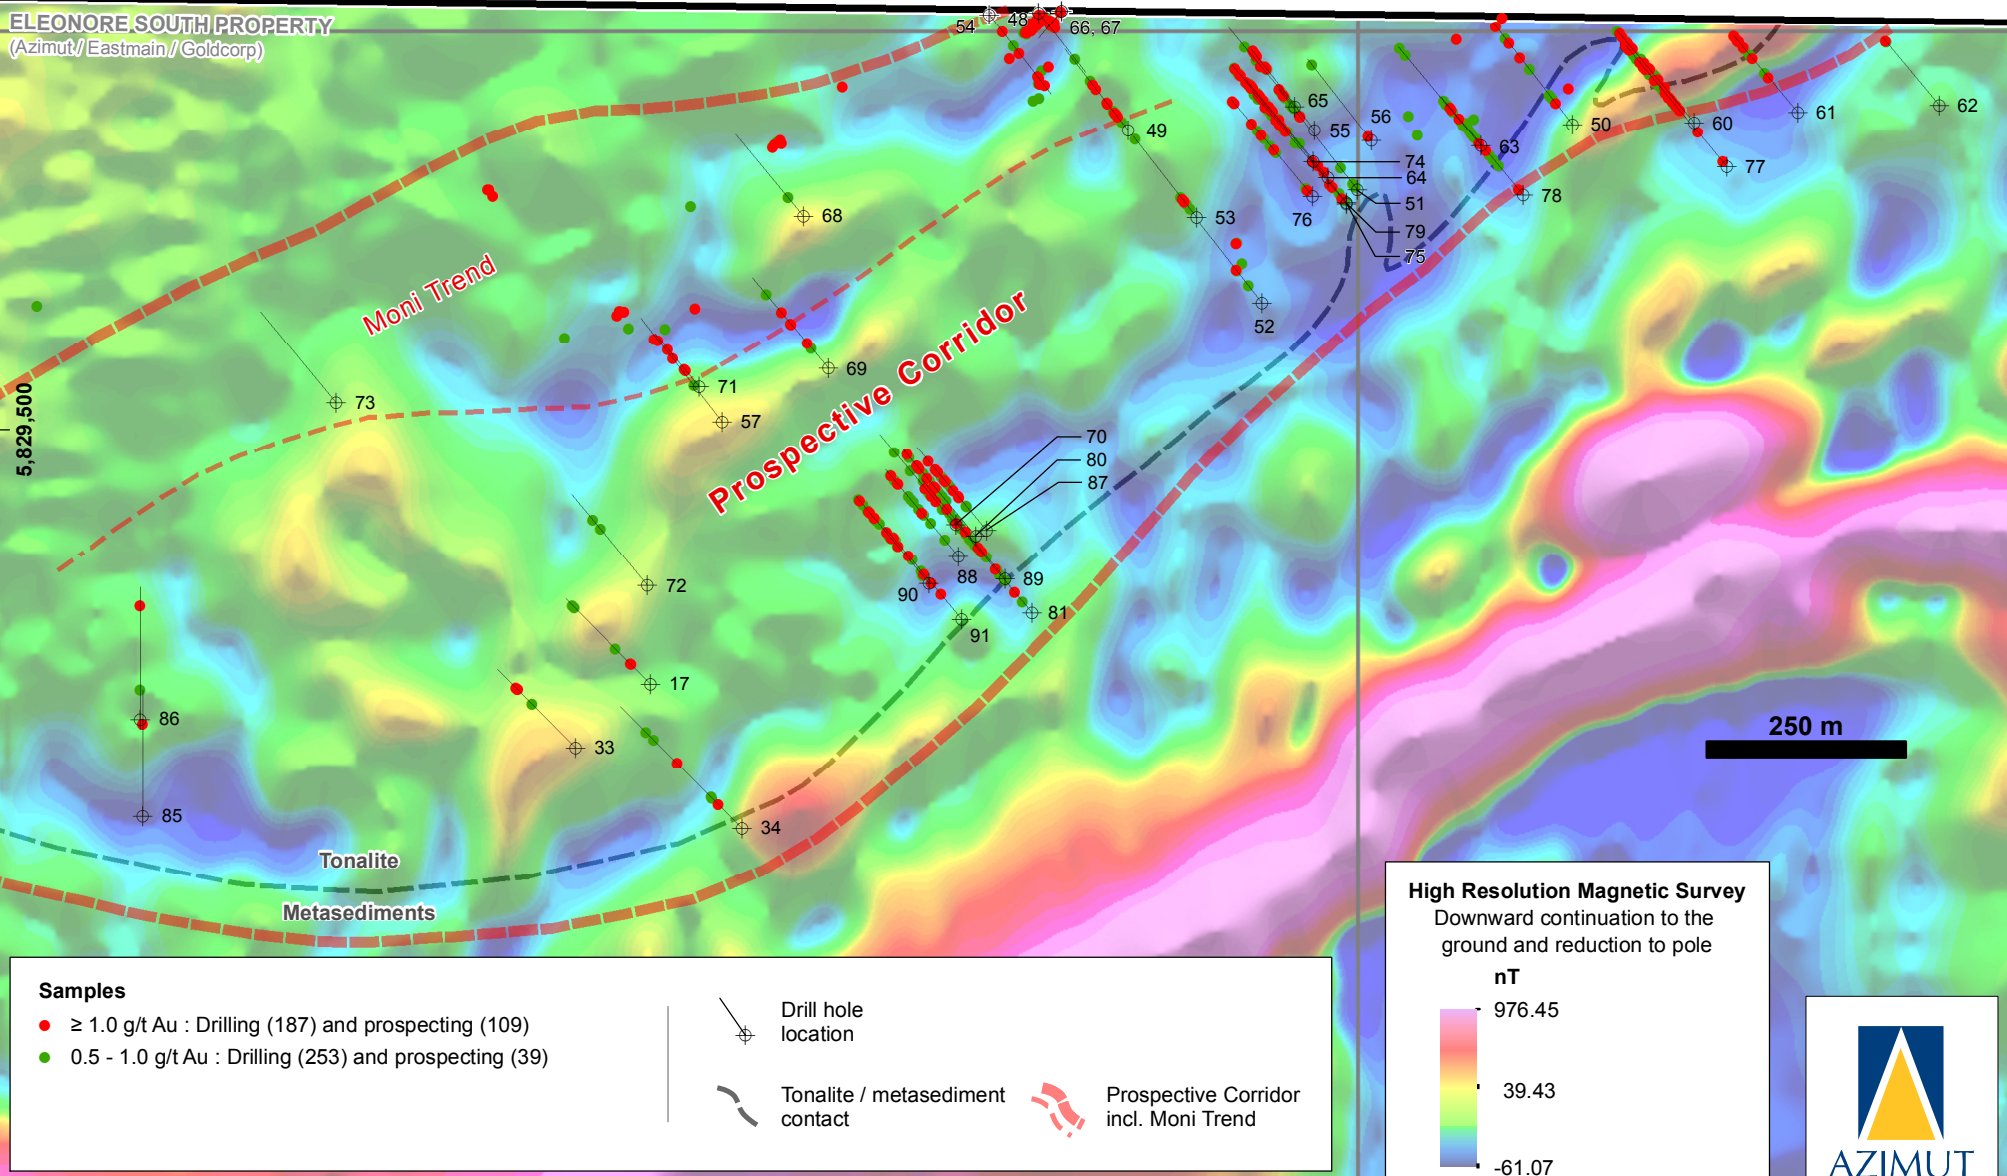 ELEONORE SOUTH PROPERTY
(Azimut / Eastmain / Goldcorp)
54
48
66, 67
49
53
52
65
55
56
74
64
51
79
75
76
63
78
50
60
61
62
77
68
69
71
57
73
Moni Trend
Prospective Corridor
5,829,500
70
80
87
88
89
90
81
91
72
17
33
34
86
85
Tonalite
Metasediments
250 m
Samples
≥ 1.0 g/t Au : Drilling (187) and prospecting (109)
0.5 - 1.0 g/t Au : Drilling (253) and prospecting (39)
Drill hole
location
Tonalite / metasediment
contact
Prospective Corridor
incl. Moni Trend
High Resolution Magnetic Survey
Downward continuation to the
ground and reduction to pole
nT
976.45
39.43
-61.07
AZIMUT